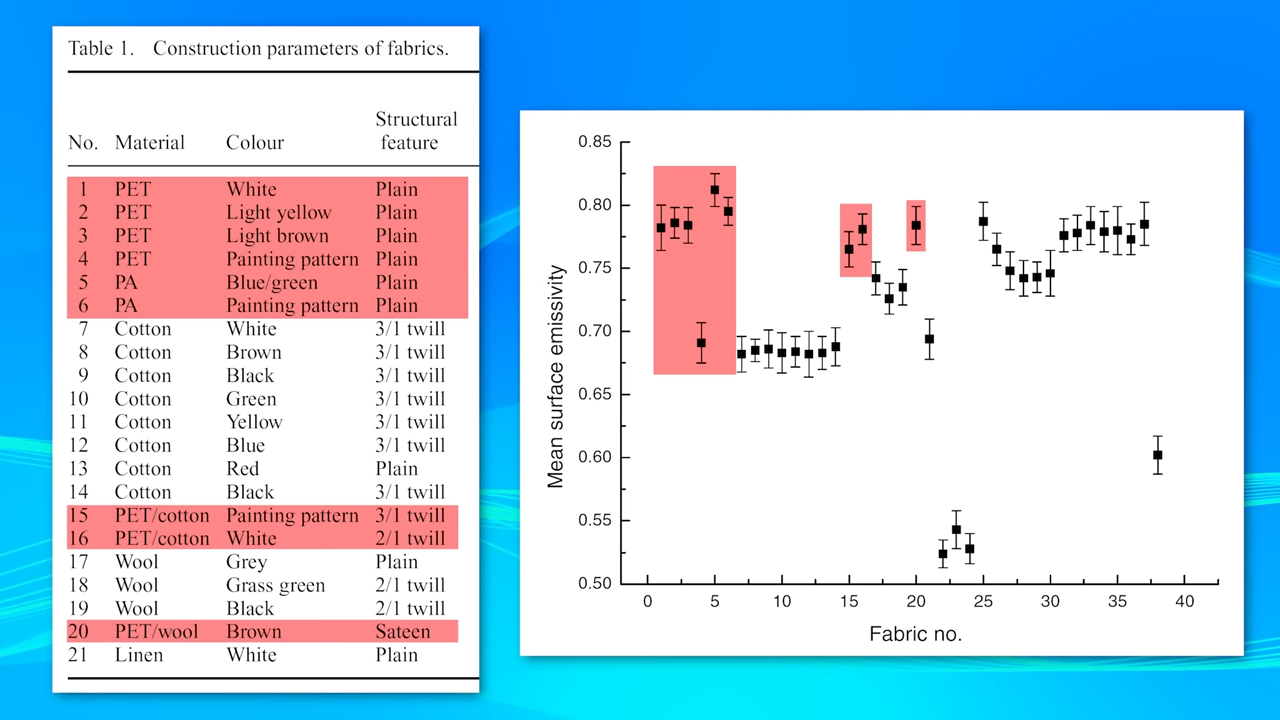 Table 1. Construction parameters of fabrics.
No. Material Colour Structural feature
1 PET White Plain
2 PET Light yellow Plain
3 PET Light brown Plain
4 PET Painting pattern Plain
5 PA Blue/green Plain
6 PA Painting pattern Plain
7 Cotton White 3/1 twill
8 Cotton Brown 3/1 twill
9 Cotton Black 3/1 twill
10 Cotton Green 3/1 twill
11 Cotton Yellow 3/1 twill
12 Cotton Blue 3/1 twill
13 Cotton Red Plain
14 Cotton Black 3/1 twill
15 PET/cotton Painting pattern 3/1 twill
16 PET/cotton White 2/1 twill
17 Wool Grey Plain
18 Wool Grass green 2/1 twill
19 Wool Black 2/1 twill
20 PET/wool Brown Sateen
21 Linen White Plain
Mean surface emissivity
0.85
0.80
0.75
0.70
0.65
0.60
0.55
0.50
0 5 10 15 20 25 30 35 40
Fabric no.